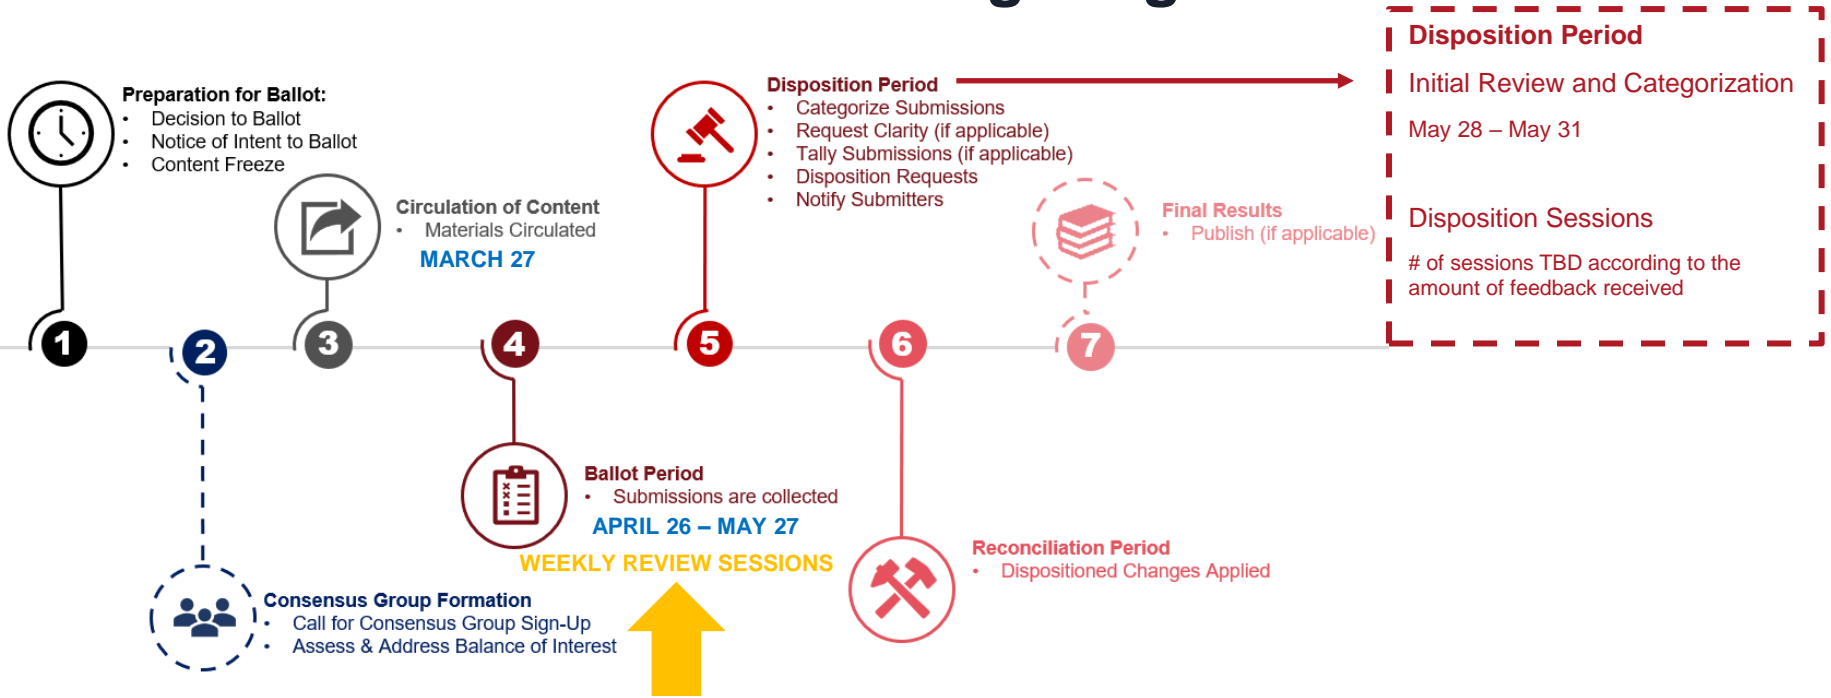 Preparation for Ballot:
• Decision to Ballot
• Notice of Intent to Ballot
• Content Freeze
Circulation of Content
• Materials Circulated
MARCH 27
Disposition Period
• Categorize Submissions
• Request Clarity (if applicable)
• Tally Submissions (if applicable)
• Disposition Requests
• Notify Submitters
Final Results
• Publish (if applicable)
Disposition Period
Initial Review and Categorization
May 28 – May 31
Disposition Sessions
# of sessions TBD according to the
amount of feedback received
1
2
3
4
5
6
7
Ballot Period
• Submissions are collected
APRIL 26 – MAY 27
WEEKLY REVIEW SESSIONS
Consensus Group Formation
• Call for Consensus Group Sign-Up
• Assess & Address Balance of Interest
Reconciliation Period
• Dispositioned Changes Applied